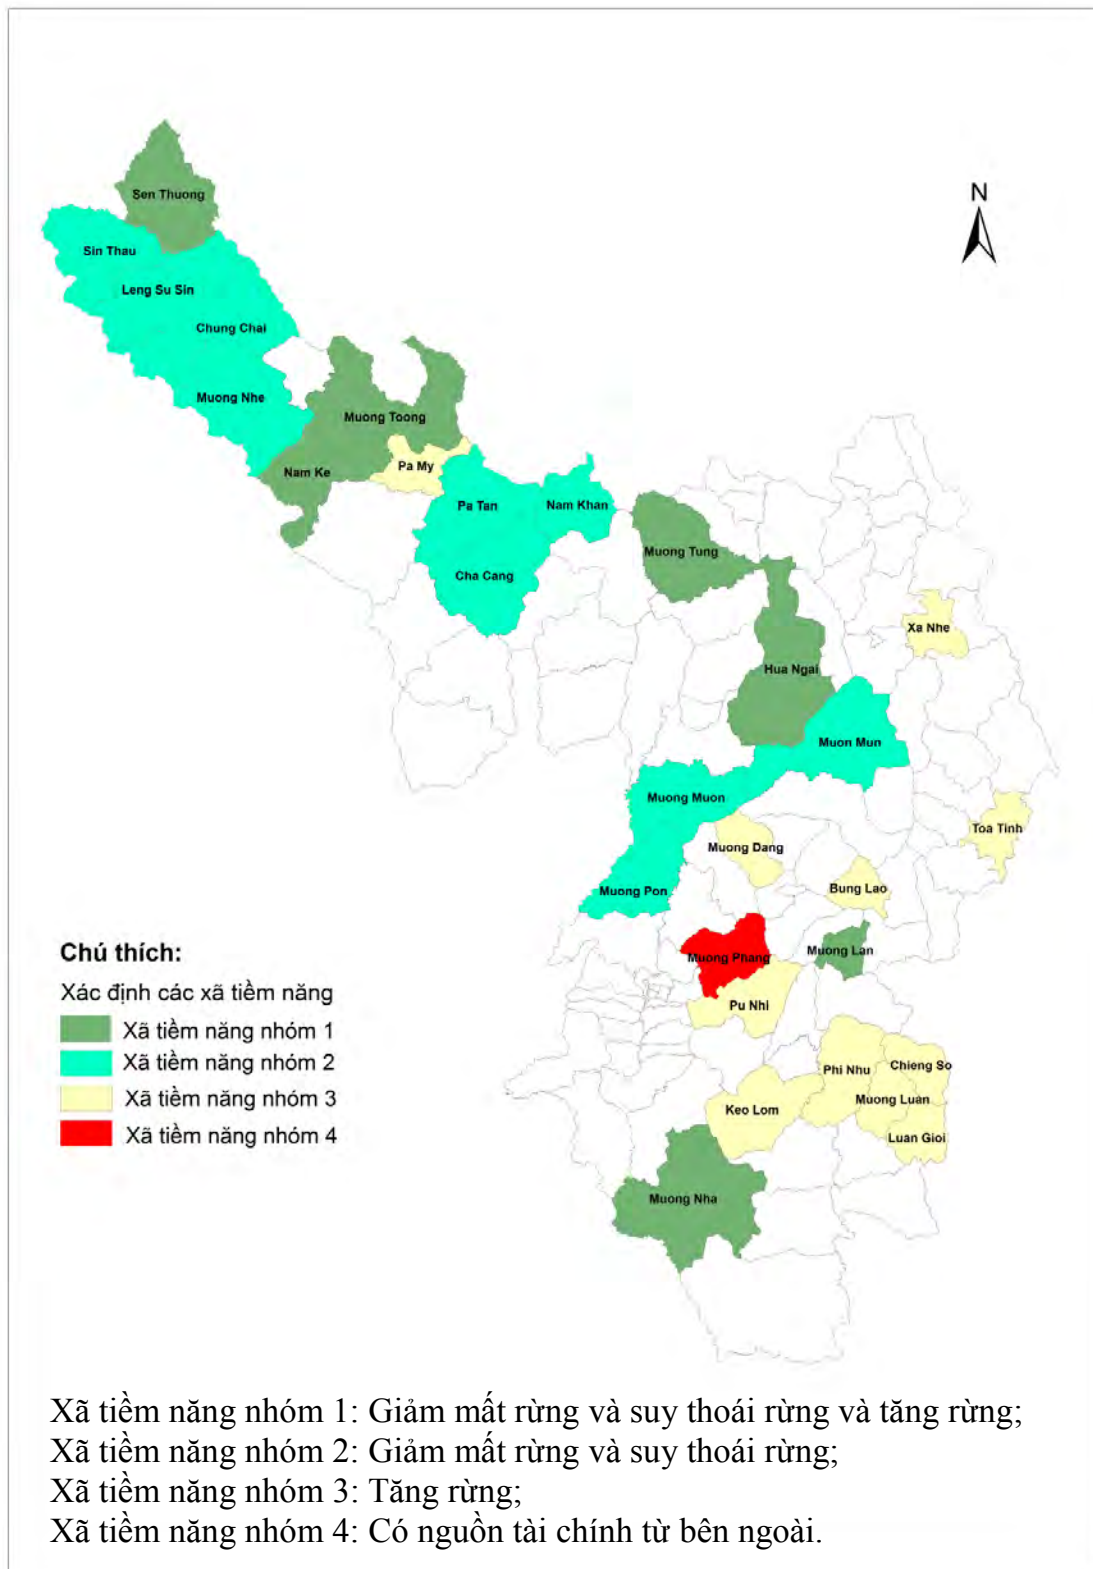 N
Sen Thuong
Sin Thau
Leng Su Sin
Chung Chai
Muong Nhe
Muong Toong
Pa My
Nam Ke
Pa Tan
Nam Khan
Muong Tung
Cha Cang
Xa Nhe
Hua Ngai
Muon Mun
Muong Muon
Toa Tinh
Muong Dang
Bung Lao
Muong Pon
Muong Lan
Muong Phang
Pu Nhi
Phi Nhu
Chieng So
Muong Luan
Keo Lom
Luan Gioi
Muong Nha
Chú thích:
Xác định các xã tiềm năng
Xã tiềm năng nhóm 1
Xã tiềm năng nhóm 2
Xã tiềm năng nhóm 3
Xã tiềm năng nhóm 4
Xã tiềm năng nhóm 1: Giảm mất rừng và suy thoái rừng và tăng rừng;
Xã tiềm năng nhóm 2: Giảm mất rừng và suy thoái rừng;
Xã tiềm năng nhóm 3: Tăng rừng;
Xã tiềm năng nhóm 4: Có nguồn tài chính từ bên ngoài.